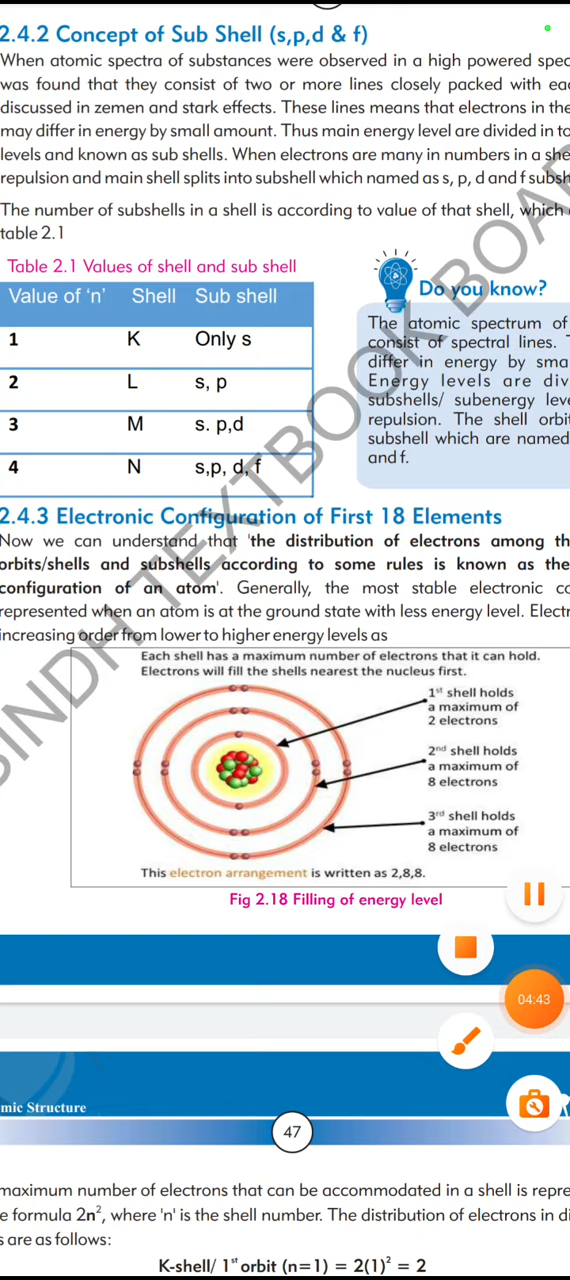 2.4.2 Concept of Sub Shell (s,p,d & f)
When atomic spectra of substances were observed in a high powered spec
was found that they consist of two or more lines closely packed with ea
discussed in zemen and stark effects. These lines means that electrons in the
may differ in energy by small amount. Thus main energy level are divided in to
levels and known as sub shells. When electrons are many in numbers in a she
repulsion and main shell splits into subshell which named as s, p, d and f subsh
The number of subshells in a shell is according to value of that shell, which
table 2.1
Table 2.1 Values of shell and sub shell
Value of 'n' Shell Sub shell
1 K Only s
2 L s, p
3 M s. p,d
4 N s,p, d, f
Do you know?
The atomic spectrum of
consist of spectral lines.
differ in energy by sma
Energy levels are div
subshells/ subenergy leve
repulsion. The shell orbit
subshell which are named
and f.
2.4.3 Electronic Configuration of First 18 Elements
Now we can understand that 'the distribution of electrons among th
orbits/shells and subshells according to some rules is known as the
configuration of an atom'. Generally, the most stable electronic co
represented when an atom is at the ground state with less energy level. Electr
increasing order from lower to higher energy levels as
Each shell has a maximum number of electrons that it can hold.
Electrons will fill the shells nearest the nucleus first.
1st shell holds
a maximum of
2 electrons
2nd shell holds
a maximum of
8 electrons
3rd shell holds
a maximum of
8 electrons
This electron arrangement is written as 2,8,8.
Fig 2.18 Filling of energy level
04:43
mic Structure
47
maximum number of electrons that can be accommodated in a shell is repre
e formula 2n², where 'n' is the shell number. The distribution of electrons in di
s are as follows:
K-shell/ 1st orbit (n=1) = 2(1)² = 2
SINDH TEXTBOOK BOAR